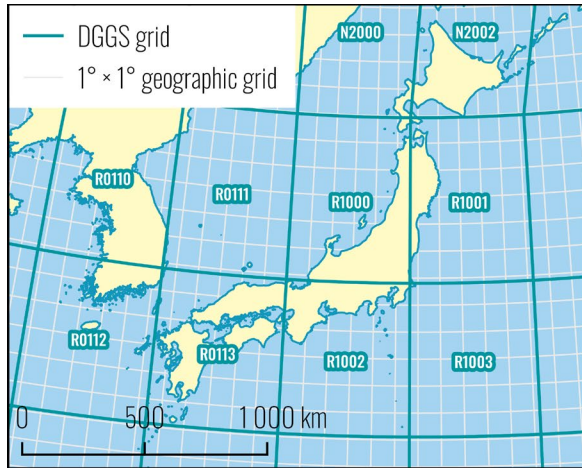 DGGS grid
1° × 1° geographic grid
N2000
N2002
R0110
R0111
R1000
R1001
R0112
R0113
R1002
R1003
0
500
1 000 km